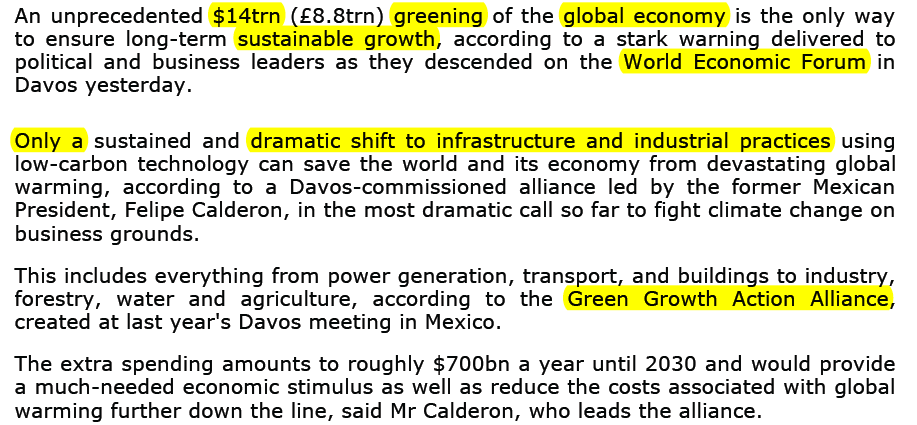 An unprecedented $14trn (£8.8trn) greening of the global economy is the only way
to ensure long-term sustainable growth, according to a stark warning delivered to
political and business leaders as they descended on the World Economic Forum in
Davos yesterday.
Only a sustained and dramatic shift to infrastructure and industrial practices using
low-carbon technology can save the world and its economy from devastating global
warming, according to a Davos-commissioned alliance led by the former Mexican
President, Felipe Calderon, in the most dramatic call so far to fight climate change on
business grounds.
This includes everything from power generation, transport, and buildings to industry,
forestry, water and agriculture, according to the Green Growth Action Alliance,
created at last year's Davos meeting in Mexico.
The extra spending amounts to roughly $700bn a year until 2030 and would provide
a much-needed economic stimulus as well as reduce the costs associated with global
warming further down the line, said Mr Calderon, who leads the alliance.